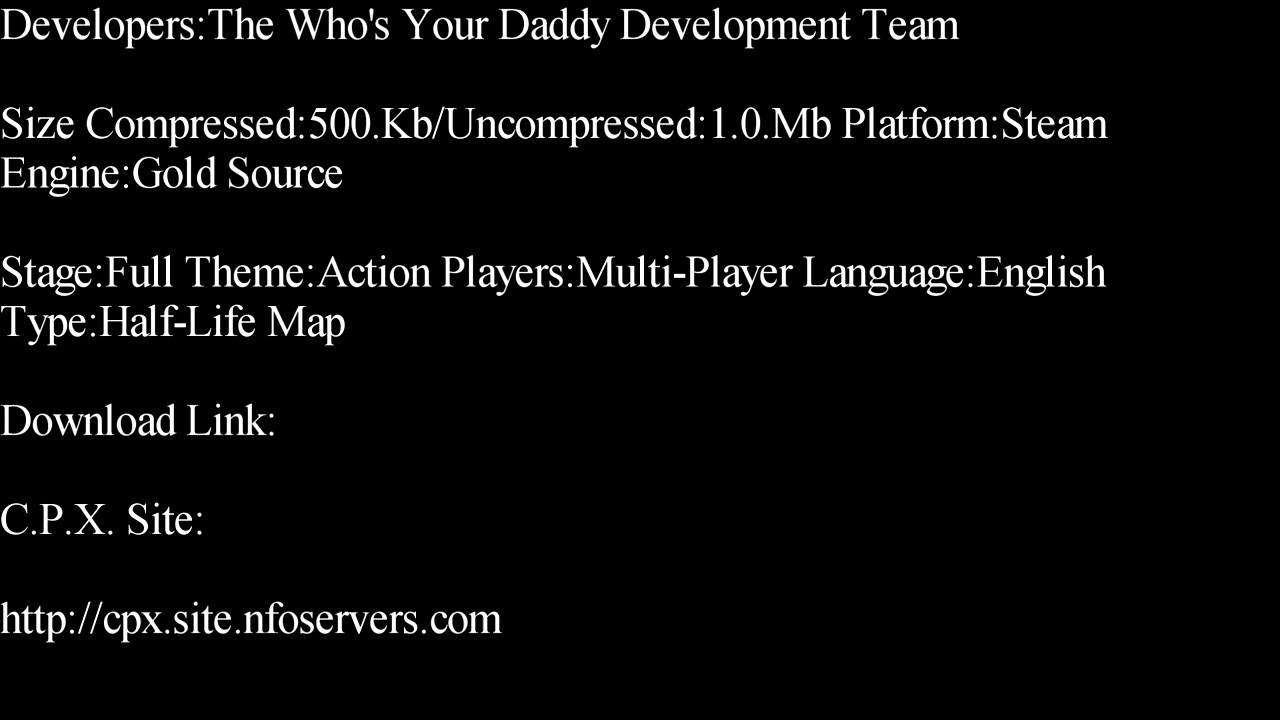 Developers:The Who's Your Daddy Development Team
Size Compressed:500.Kb/Uncompressed:1.0.Mb Platform:Steam
Engine:Gold Source
Stage:Full Theme:Action Players:Multi-Player Language:English
Type:Half-Life Map
Download Link:
C.P.X. Site:
http://cpx.site.nfoservers.com